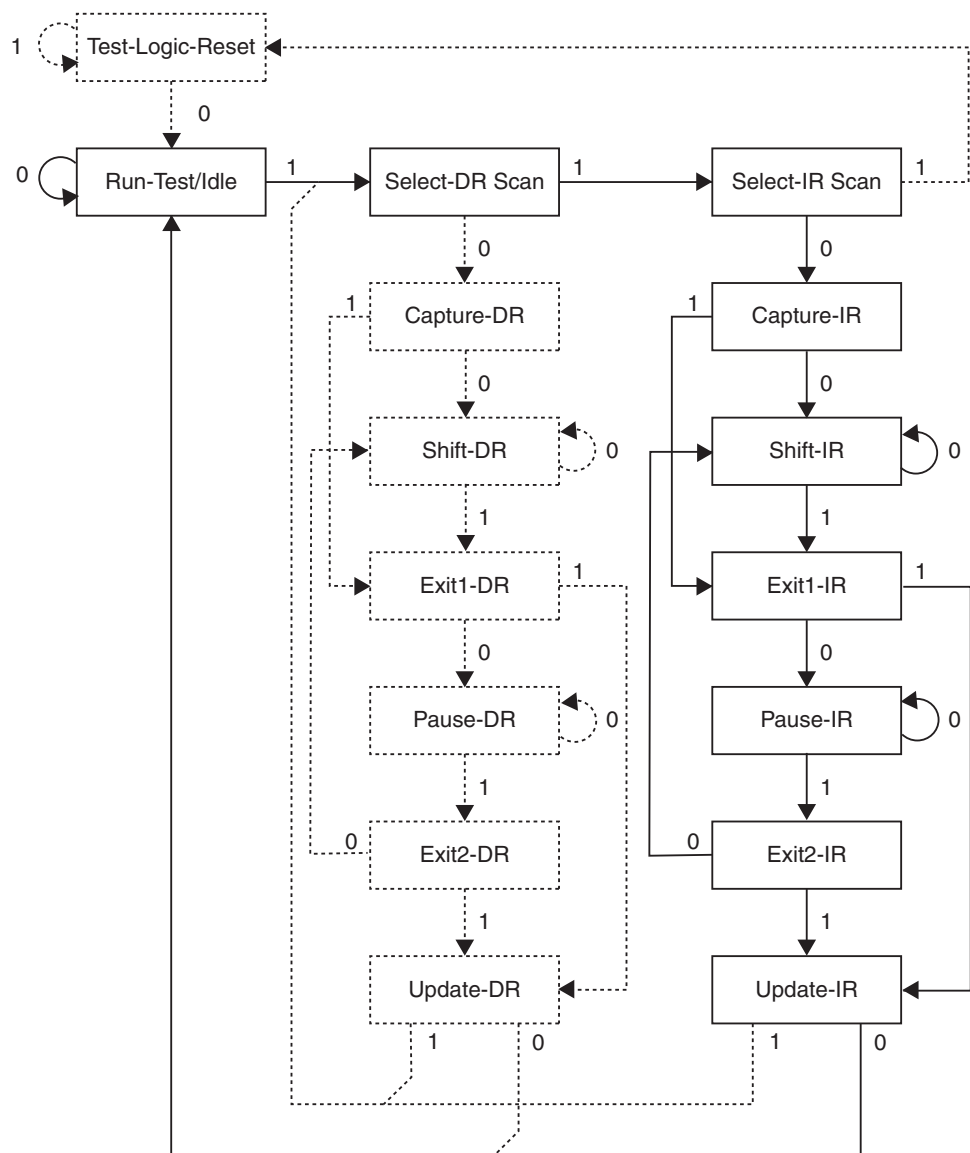 1
Test-Logic-Reset
0
0
Run-Test/Idle
1
Select-DR Scan
1
Select-IR Scan
1
0
0
1
Capture-DR
1
Capture-IR
0
0
Shift-DR
0
Shift-IR
0
1
1
Exit1-DR
1
Exit1-IR
1
0
0
Pause-DR
0
Pause-IR
0
1
1
0
Exit2-DR
0
Exit2-IR
1
1
Update-DR
Update-IR
1
0
1
0